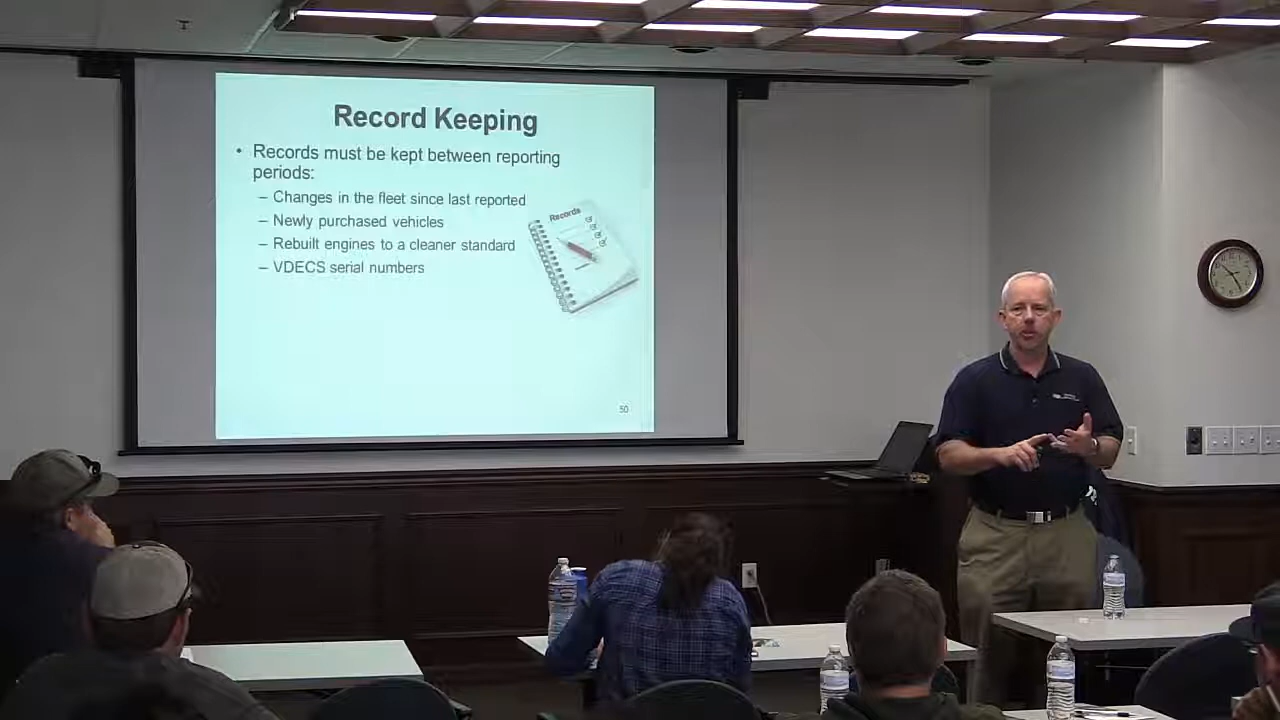 Record Keeping
• Records must be kept between reporting
periods:
– Changes in the fleet since last reported
– Newly purchased vehicles
– Rebuilt engines to a cleaner standard
– VDECS serial numbers
Records
50